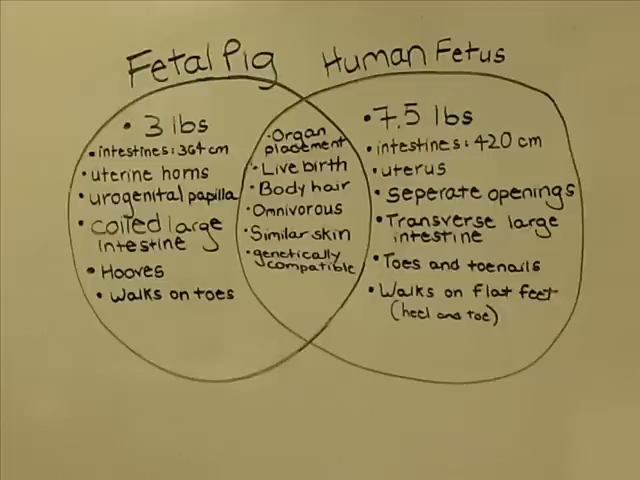 Fetal Pig
Human Fetus
• 3 lbs
• intestines: 364 cm
• uterine horns
• urogenital papilla
• coiled large
intestine
• Hooves
• Walks on toes
• Organ
placement
• Live birth
• Body hair
• Omnivorous
• Similar skin
• genetically
compatible
• 7.5 lbs
• intestines: 420 cm
• uterus
• seperate openings
• Transverse large
intestine
• Toes and toenails
• Walks on flat feet
(heel and toe)